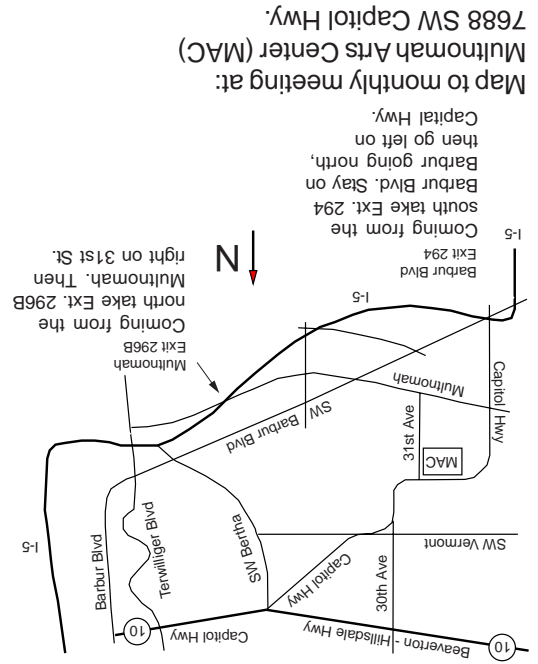 10
Beaverton - Hillsdale Hwy
Capitol Hwy
10
30th Ave
Capitol Hwy
SW Bertha
Terwilliger Blvd
Barbur Blvd
I-5
SW Vermont
MAC
31st Ave
Capitol Hwy
Multnomah
SW
Barbur Blvd
I-5
I-5
Multnomah
Exit 296B
Coming from the
north take Ext. 296B
Multnomah. Then
right on 31st St.
N
Barbur Blvd
Exit 294
Coming from the
south take Ext. 294
Barbur Blvd. Stay on
Barbur going north,
then go left on
Capital Hwy.
Map to monthly meeting at:
Multnomah Arts Center (MAC)
7688 SW Capitol Hwy.